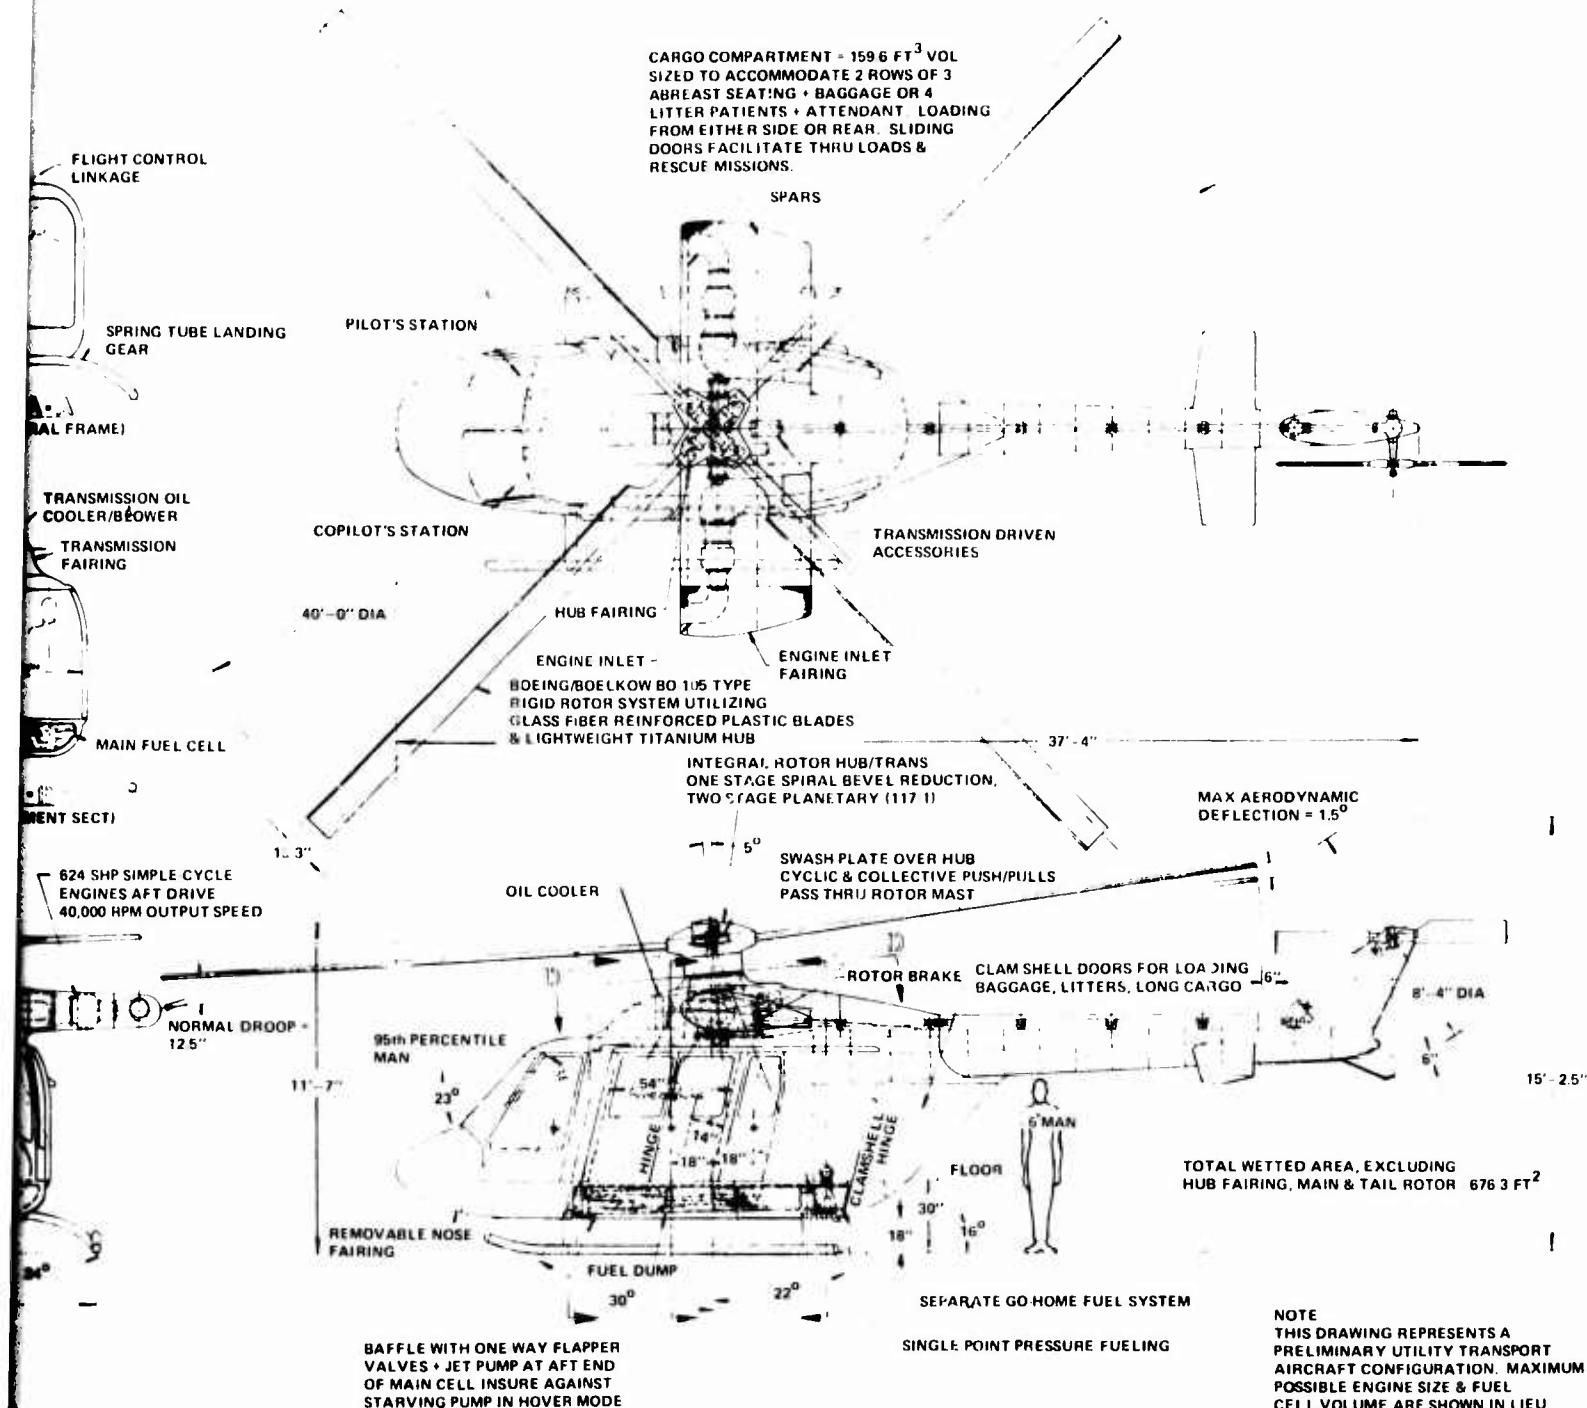 CARGO COMPARTMENT = 159.6 FT3 VOL
SIZED TO ACCOMMODATE 2 ROWS OF 3
ABREAST SEATING + BAGGAGE OR 4
LITTER PATIENTS + ATTENDANT. LOADING
FROM EITHER SIDE OR REAR. SLIDING
DOORS FACILITATE THRU LOADS &
RESCUE MISSIONS.
SPARS
FLIGHT CONTROL
LINKAGE
SPRING TUBE LANDING
GEAR
PILOT'S STATION
FRAME)
TRANSMISSION OIL
COOLER/BLOWER
TRANSMISSION
FAIRING
COPILOT'S STATION
TRANSMISSION DRIVEN
ACCESSORIES
40'-0" DIA
HUB FAIRING
ENGINE INLET
ENGINE INLET
FAIRING
BOEING/BOELKOW BO 105 TYPE
RIGID ROTOR SYSTEM UTILIZING
GLASS FIBER REINFORCED PLASTIC BLADES
& LIGHTWEIGHT TITANIUM HUB
MAIN FUEL CELL
37'-4"
INTEGRAL ROTOR HUB/TRANS
ONE STAGE SPIRAL BEVEL REDUCTION,
TWO STAGE PLANETARY (117:1)
SECT)
MAX AERODYNAMIC
DEFLECTION = 1.5°
5°
SWASH PLATE OVER HUB
CYCLIC & COLLECTIVE PUSH/PULLS
PASS THRU ROTOR MAST
624 SHP SIMPLE CYCLE
ENGINES AFT DRIVE
40,000 RPM OUTPUT SPEED
OIL COOLER
D
D
ROTOR BRAKE
CLAM SHELL DOORS FOR LOADING
BAGGAGE, LITTERS, LONG CARGO
6"
8'-4" DIA
NORMAL DROOP =
12.5"
95th PERCENTILE
MAN
11'-7"
23°
54"
6"
15'-2.5"
6' MAN
HINGE
14"
18"
18"
CLAMSHELL
HINGE
FLOOR
TOTAL WETTED AREA, EXCLUDING
HUB FAIRING, MAIN & TAIL ROTOR 676.3 FT2
30"
18"
16°
REMOVABLE NOSE
FAIRING
FUEL DUMP
30°
22°
SEPARATE GO-HOME FUEL SYSTEM
SINGLE POINT PRESSURE FUELING
BAFFLE WITH ONE WAY FLAPPER
VALVES + JET PUMP AT AFT END
OF MAIN CELL INSURE AGAINST
STARVING PUMP IN HOVER MODE
NOTE
THIS DRAWING REPRESENTS A
PRELIMINARY UTILITY TRANSPORT
AIRCRAFT CONFIGURATION. MAXIMUM
POSSIBLE ENGINE SIZE & FUEL
CELL VOLUME ARE SHOWN IN LIEU